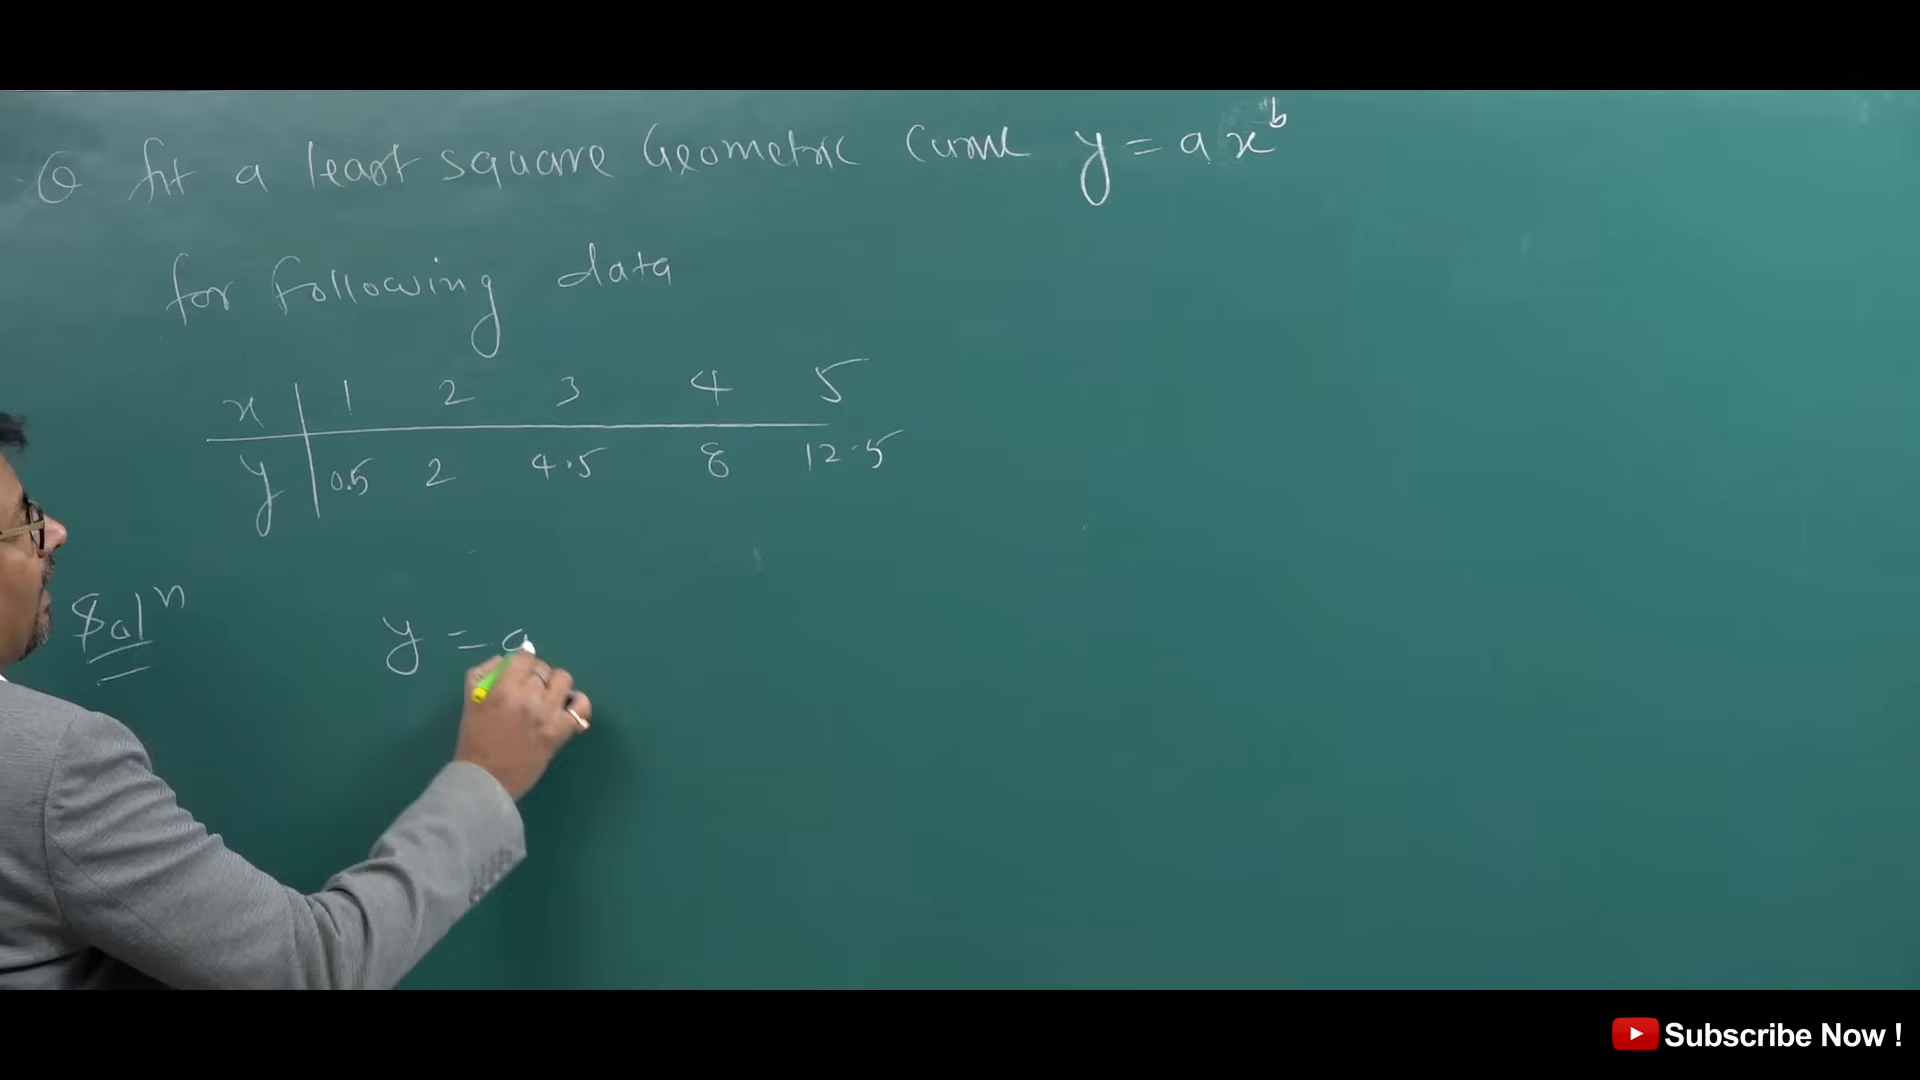 Q fit a least square Geometric Curve y = a x^b
for following data
x | 1 2 3 4 5
y | 0.5 2 4.5 8 12.5
Sol^n y = a
Subscribe Now !